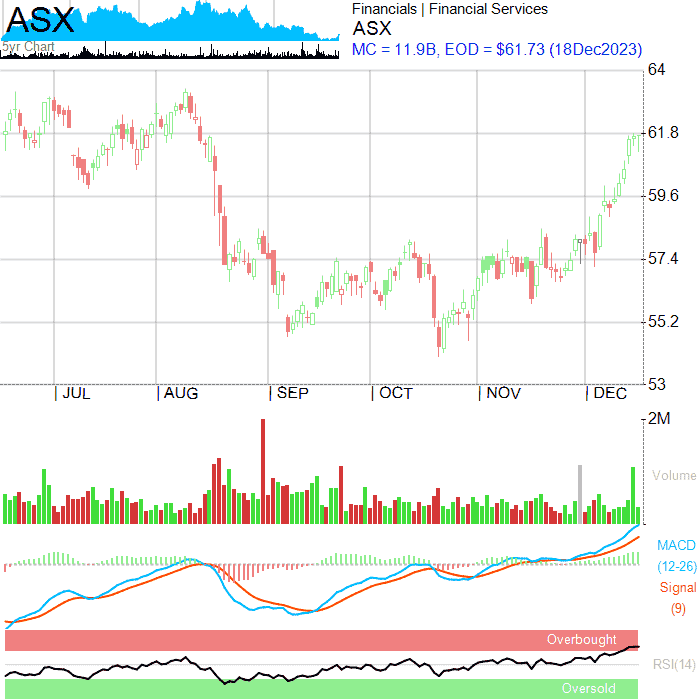 ASX
5yr Chart
Financials | Financial Services
ASX
MC = 11.9B, EOD = $61.73 (18Dec2023)
64
61.8
59.6
57.4
55.2
53
JUL
AUG
SEP
OCT
NOV
DEC
2M
Volume
MACD
(12-26)
Signal
(9)
Overbought
RSI(14)
Oversold